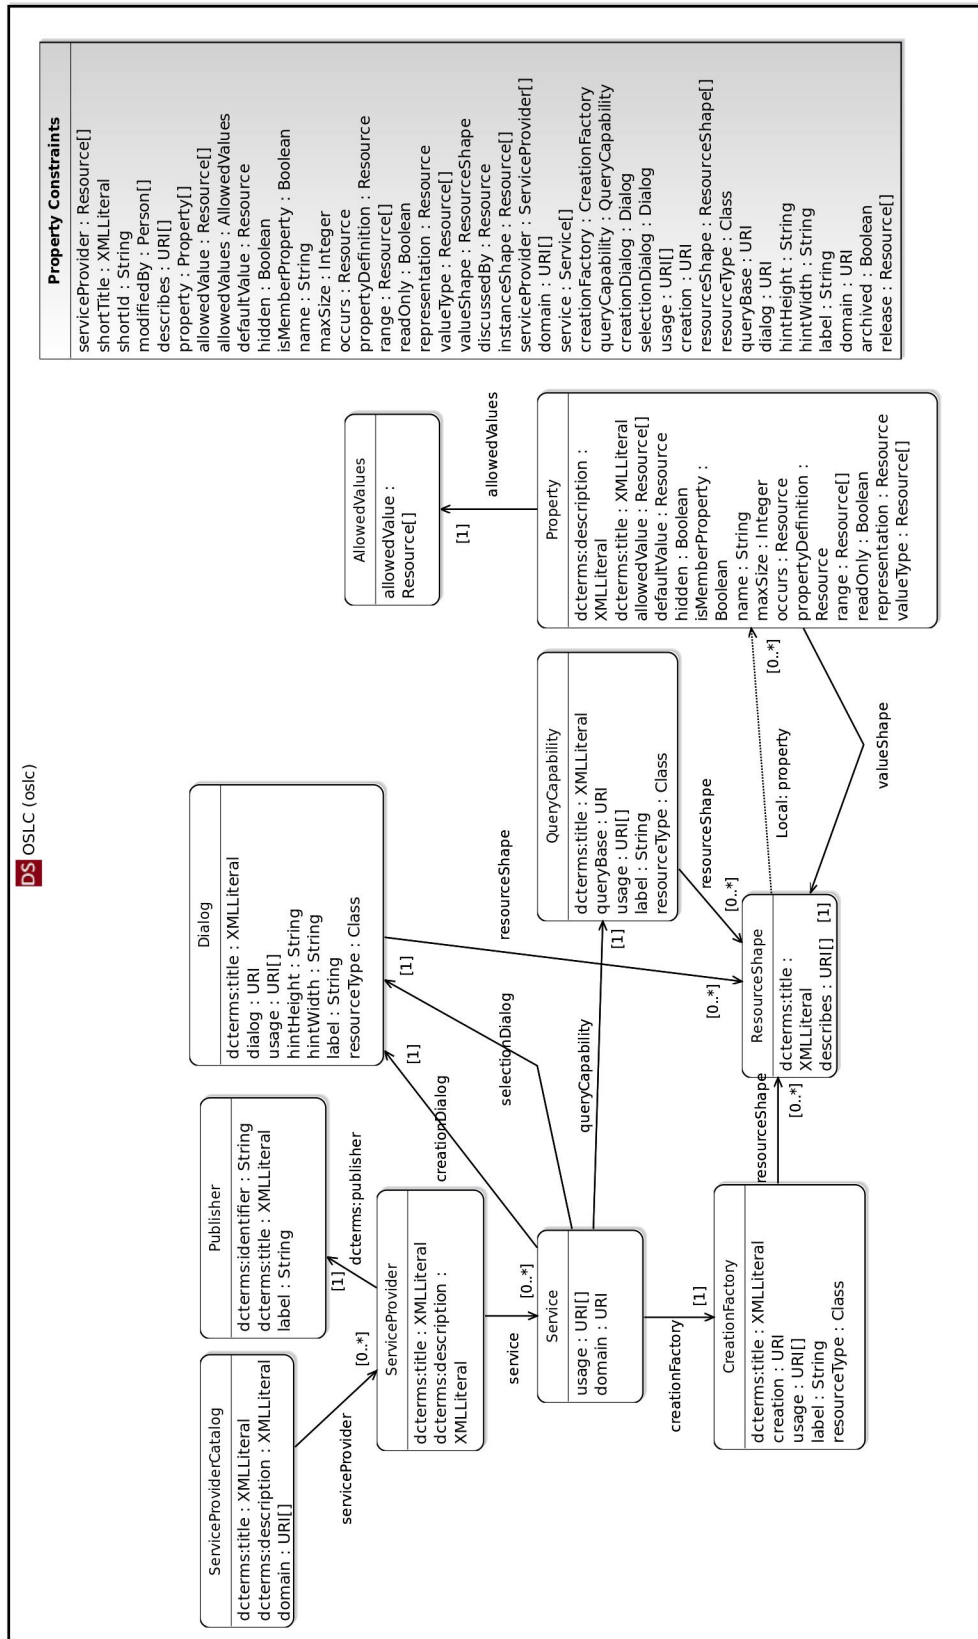 DS OSLC (oslc)
ServiceProviderCatalog
dcterms:title : XMLLiteral
dcterms:description : XMLLiteral
domain : URI[]
serviceProvider
[0..*]
Publisher
dcterms:identifier : String
dcterms:title : XMLLiteral
label : String
[1]
dcterms:publisher
ServiceProvider
dcterms:title : XMLLiteral
dcterms:description :
XMLLiteral
service
[0..*]
Service
usage : URI[]
domain : URI
creationFactory
[1]
CreationFactory
dcterms:title : XMLLiteral
creation : URI
usage : URI[]
label : String
resourceType : Class
resourceShape
[0..*]
Dialog
dcterms:title : XMLLiteral
dialog : URI
usage : URI[]
hintHeight : String
hintWidth : String
label : String
resourceType : Class
[1]
creationDialog
[1]
selectionDialog
resourceShape
[0..*]
queryCapability
[1]
QueryCapability
dcterms:title : XMLLiteral
queryBase : URI
usage : URI[]
label : String
resourceType : Class
resourceShape
[0..*]
ResourceShape
dcterms:title :
XMLLiteral
describes : URI[]
[1]
Local: property
[0..*]
valueShape
AllowedValues
allowedValue :
Resource[]
[1]
allowedValues
Property
dcterms:description :
XMLLiteral
dcterms:title : XMLLiteral
allowedValue : Resource[]
defaultValue : Resource
hidden : Boolean
isMemberProperty :
Boolean
name : String
maxSize : Integer
occurs : Resource
propertyDefinition :
Resource
range : Resource[]
readOnly : Boolean
representation : Resource
valueType : Resource[]
Property Constraints
serviceProvider : Resource[]
shortTitle : XMLLiteral
shortId : String
modifiedBy : Person[]
describes : URI[]
property : Property[]
allowedValue : Resource[]
allowedValues : AllowedValues
defaultValue : Resource
hidden : Boolean
isMemberProperty : Boolean
name : String
maxSize : Integer
occurs : Resource
propertyDefinition : Resource
range : Resource[]
readOnly : Boolean
representation : Resource
valueType : Resource[]
valueShape : ResourceShape
discussedBy : Resource
instanceShape : Resource[]
serviceProvider : ServiceProvider[]
domain : URI[]
service : Service[]
creationFactory : CreationFactory
queryCapability : QueryCapability
creationDialog : Dialog
selectionDialog : Dialog
usage : URI[]
creation : URI
resourceShape : ResourceShape[]
resourceType : Class
queryBase : URI
dialog : URI
hintHeight : String
hintWidth : String
label : String
domain : URI
archived : Boolean
release : Resource[]